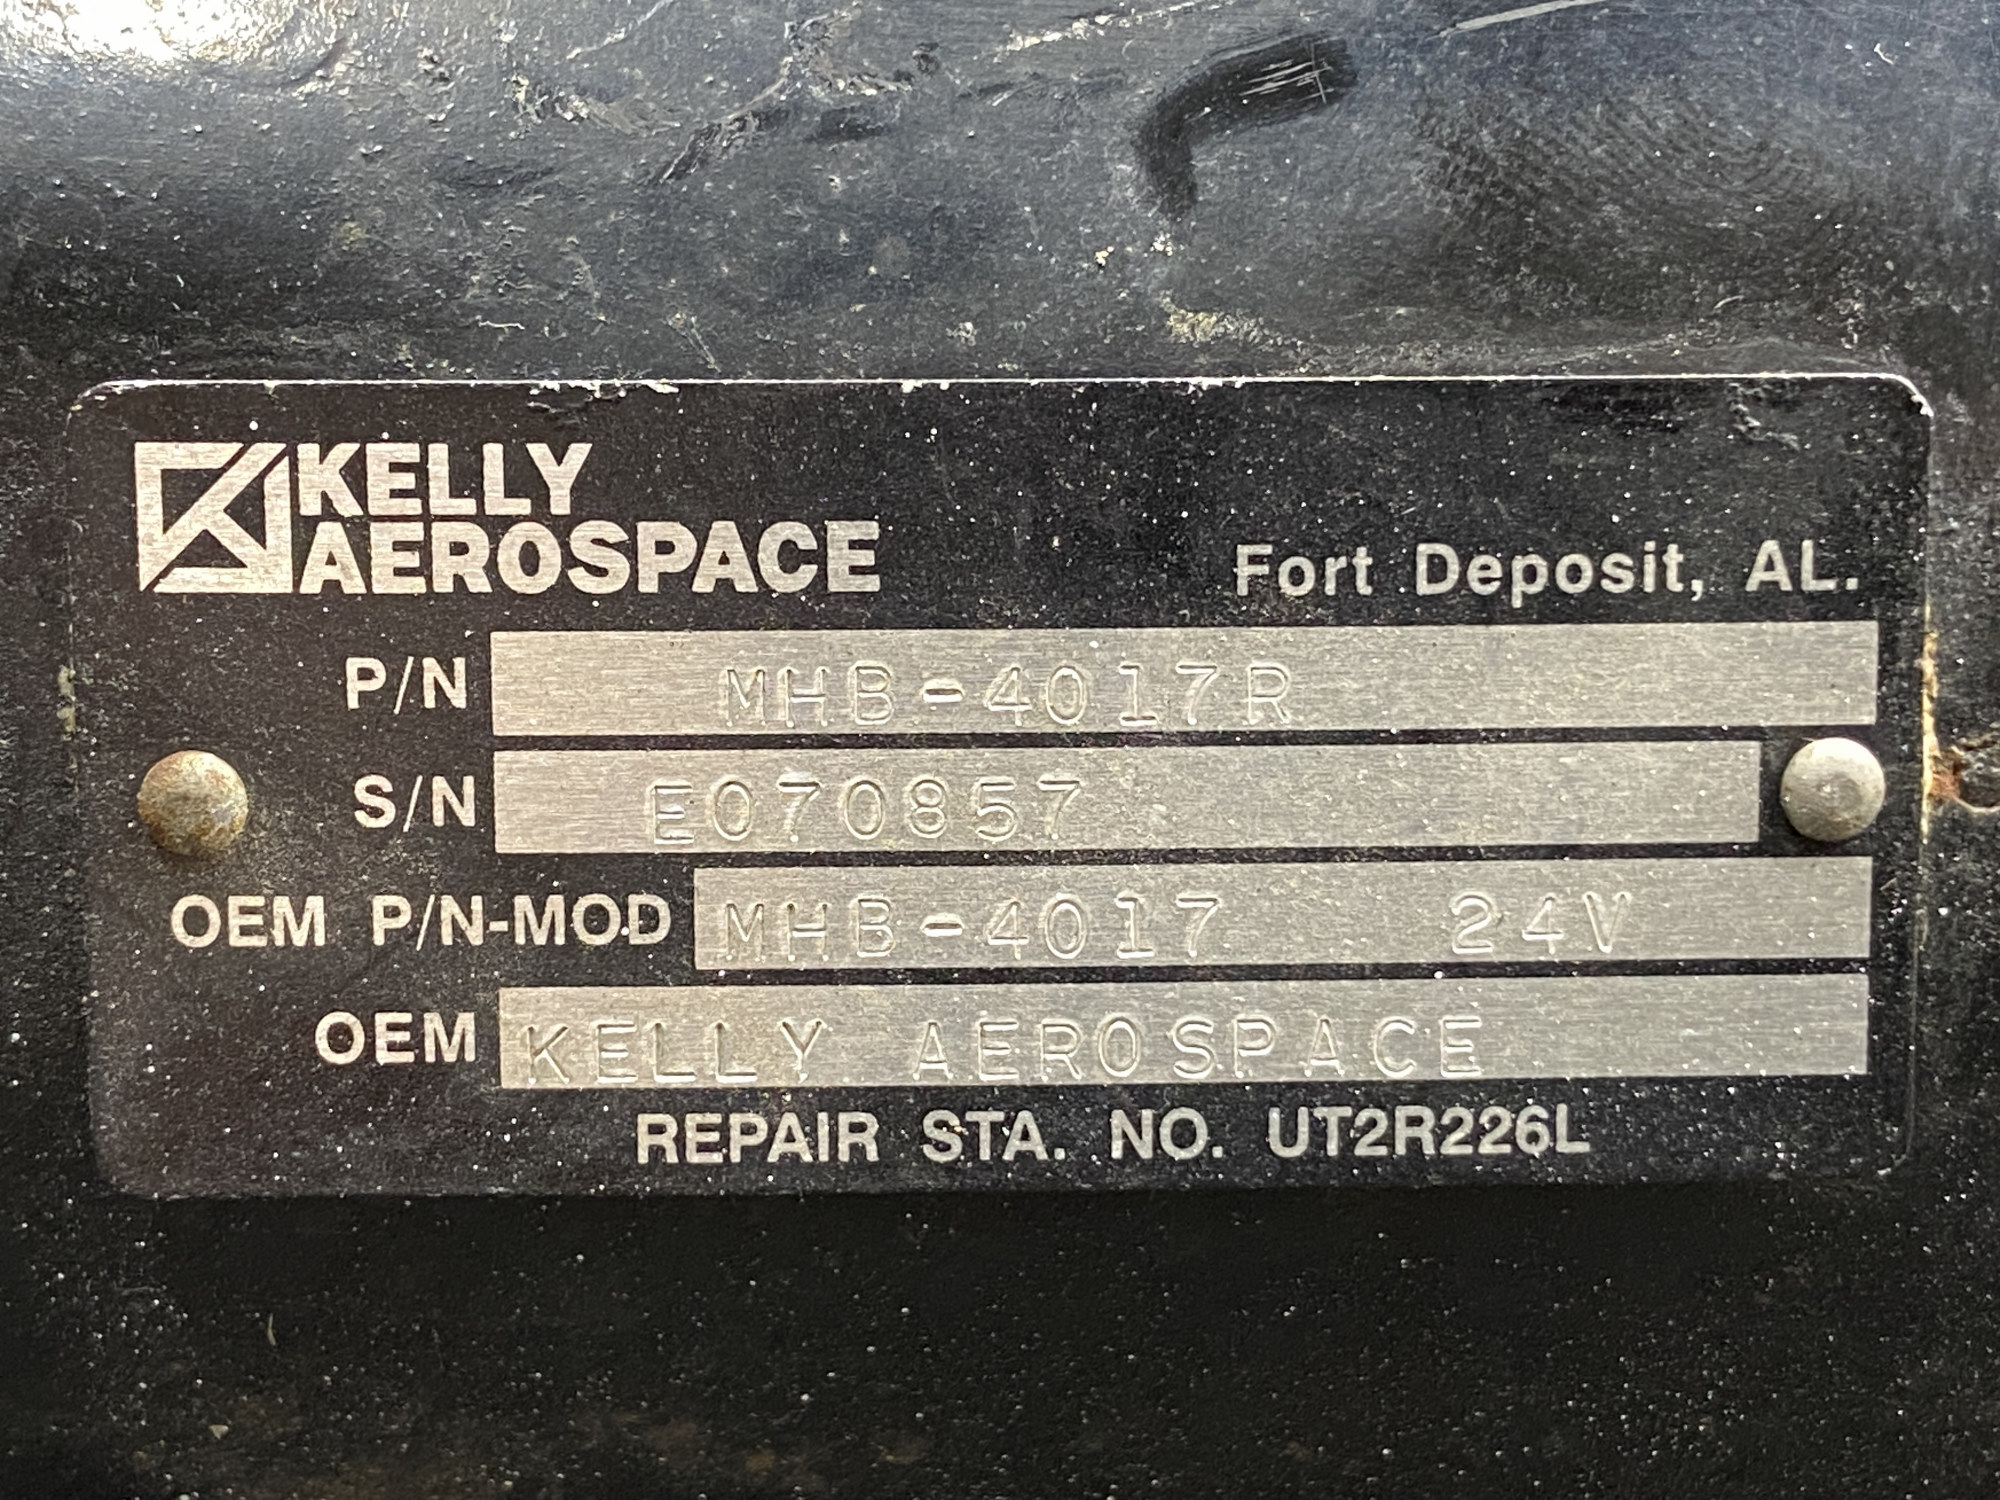 KELLY
AEROSPACE
Fort Deposit, AL.
P/N MHB-4017R
S/N E070857
OEM P/N-MOD MHB-4017 24V
OEM KELLY AEROSPACE
REPAIR STA. NO. UT2R226L